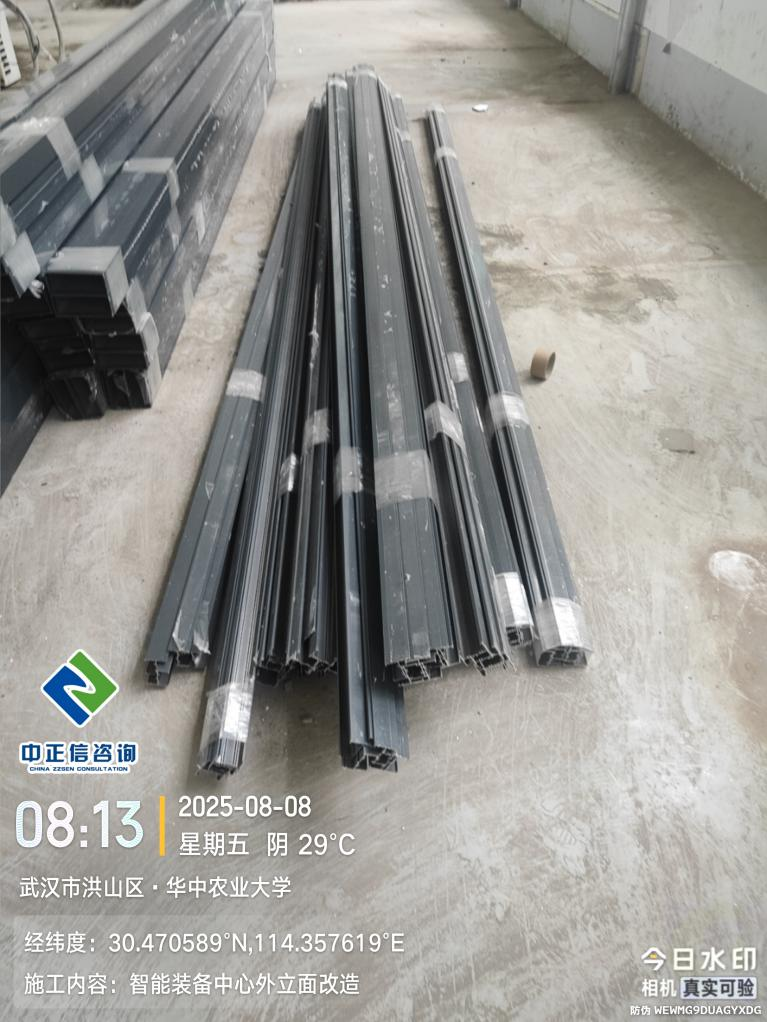 中正信咨询
CHINA ZZSEN CONSULTATION
08:13
2025-08-08
星期五 阴 29°C
武汉市洪山区·华中农业大学
经纬度：30.470589°N,114.357619°E
施工内容：智能装备中心外立面改造
今日水印
相机 真实可验
防伪 WEWMG9DUAGYXDG